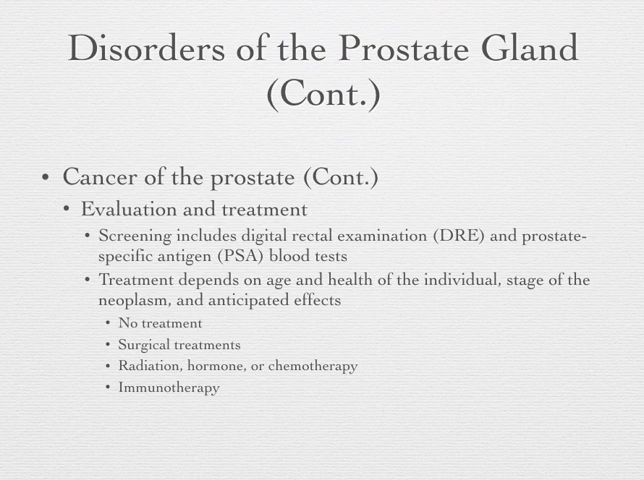 Disorders of the Prostate Gland
(Cont.)
• Cancer of the prostate (Cont.)
• Evaluation and treatment
• Screening includes digital rectal examination (DRE) and prostate-
specific antigen (PSA) blood tests
• Treatment depends on age and health of the individual, stage of the
neoplasm, and anticipated effects
• No treatment
• Surgical treatments
• Radiation, hormone, or chemotherapy
• Immunotherapy